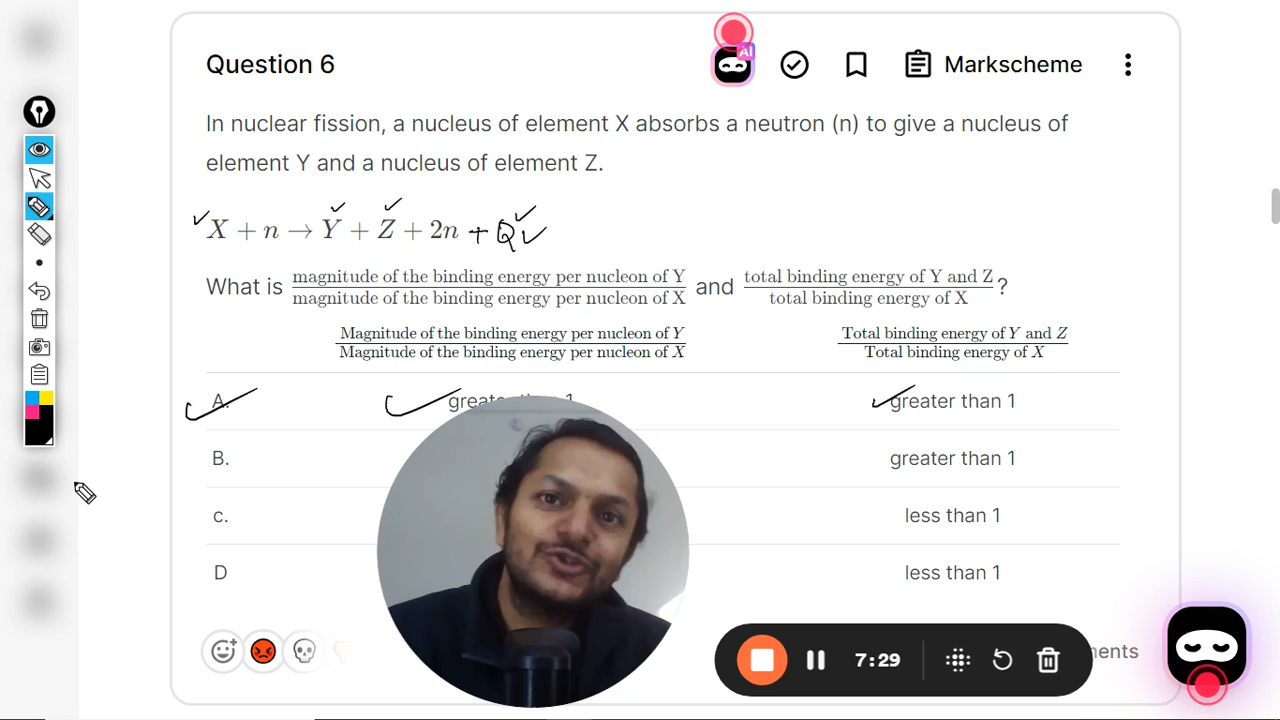 AI
Question 6
Markscheme
In nuclear fission, a nucleus of element X absorbs a neutron (n) to give a nucleus of
element Y and a nucleus of element Z.
X + n → Y + Z + 2n + Q
What is magnitude of the binding energy per nucleon of Y / magnitude of the binding energy per nucleon of X and total binding energy of Y and Z / total binding energy of X ?
Magnitude of the binding energy per nucleon of Y / Magnitude of the binding energy per nucleon of X
Total binding energy of Y and Z / Total binding energy of X
A. greater than 1 greater than 1
B. greater than 1
c. less than 1
D less than 1
7:29